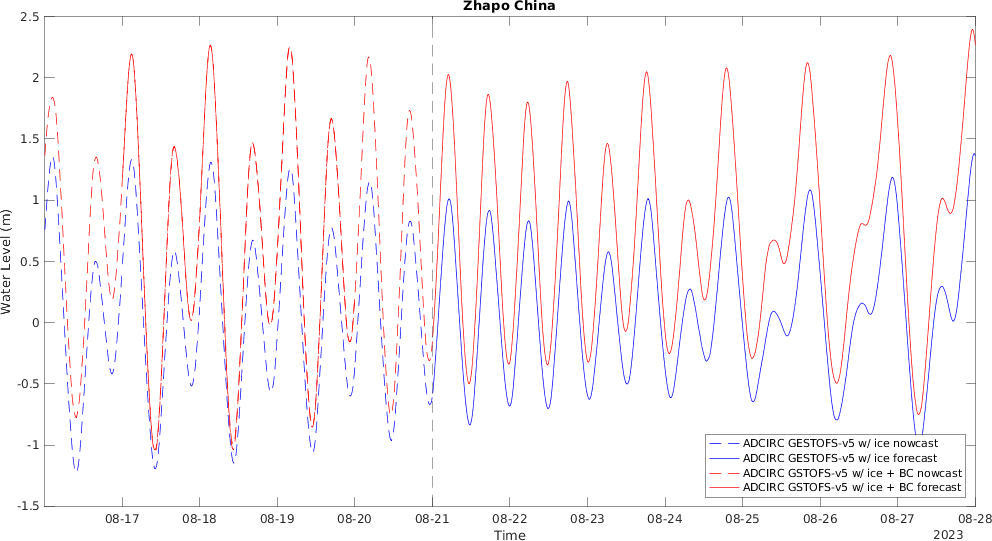 Zhapo China
Water Level (m)
2.5
2
1.5
1
0.5
0
-0.5
-1
-1.5
08-17 08-18 08-19 08-20 08-21 08-22 08-23 08-24 08-25 08-26 08-27 08-28
Time
2023
ADCIRC GESTOFS-v5 w/ ice nowcast
ADCIRC GESTOFS-v5 w/ ice forecast
ADCIRC GSTOFS-v5 w/ ice + BC nowcast
ADCIRC GSTOFS-v5 w/ ice + BC forecast